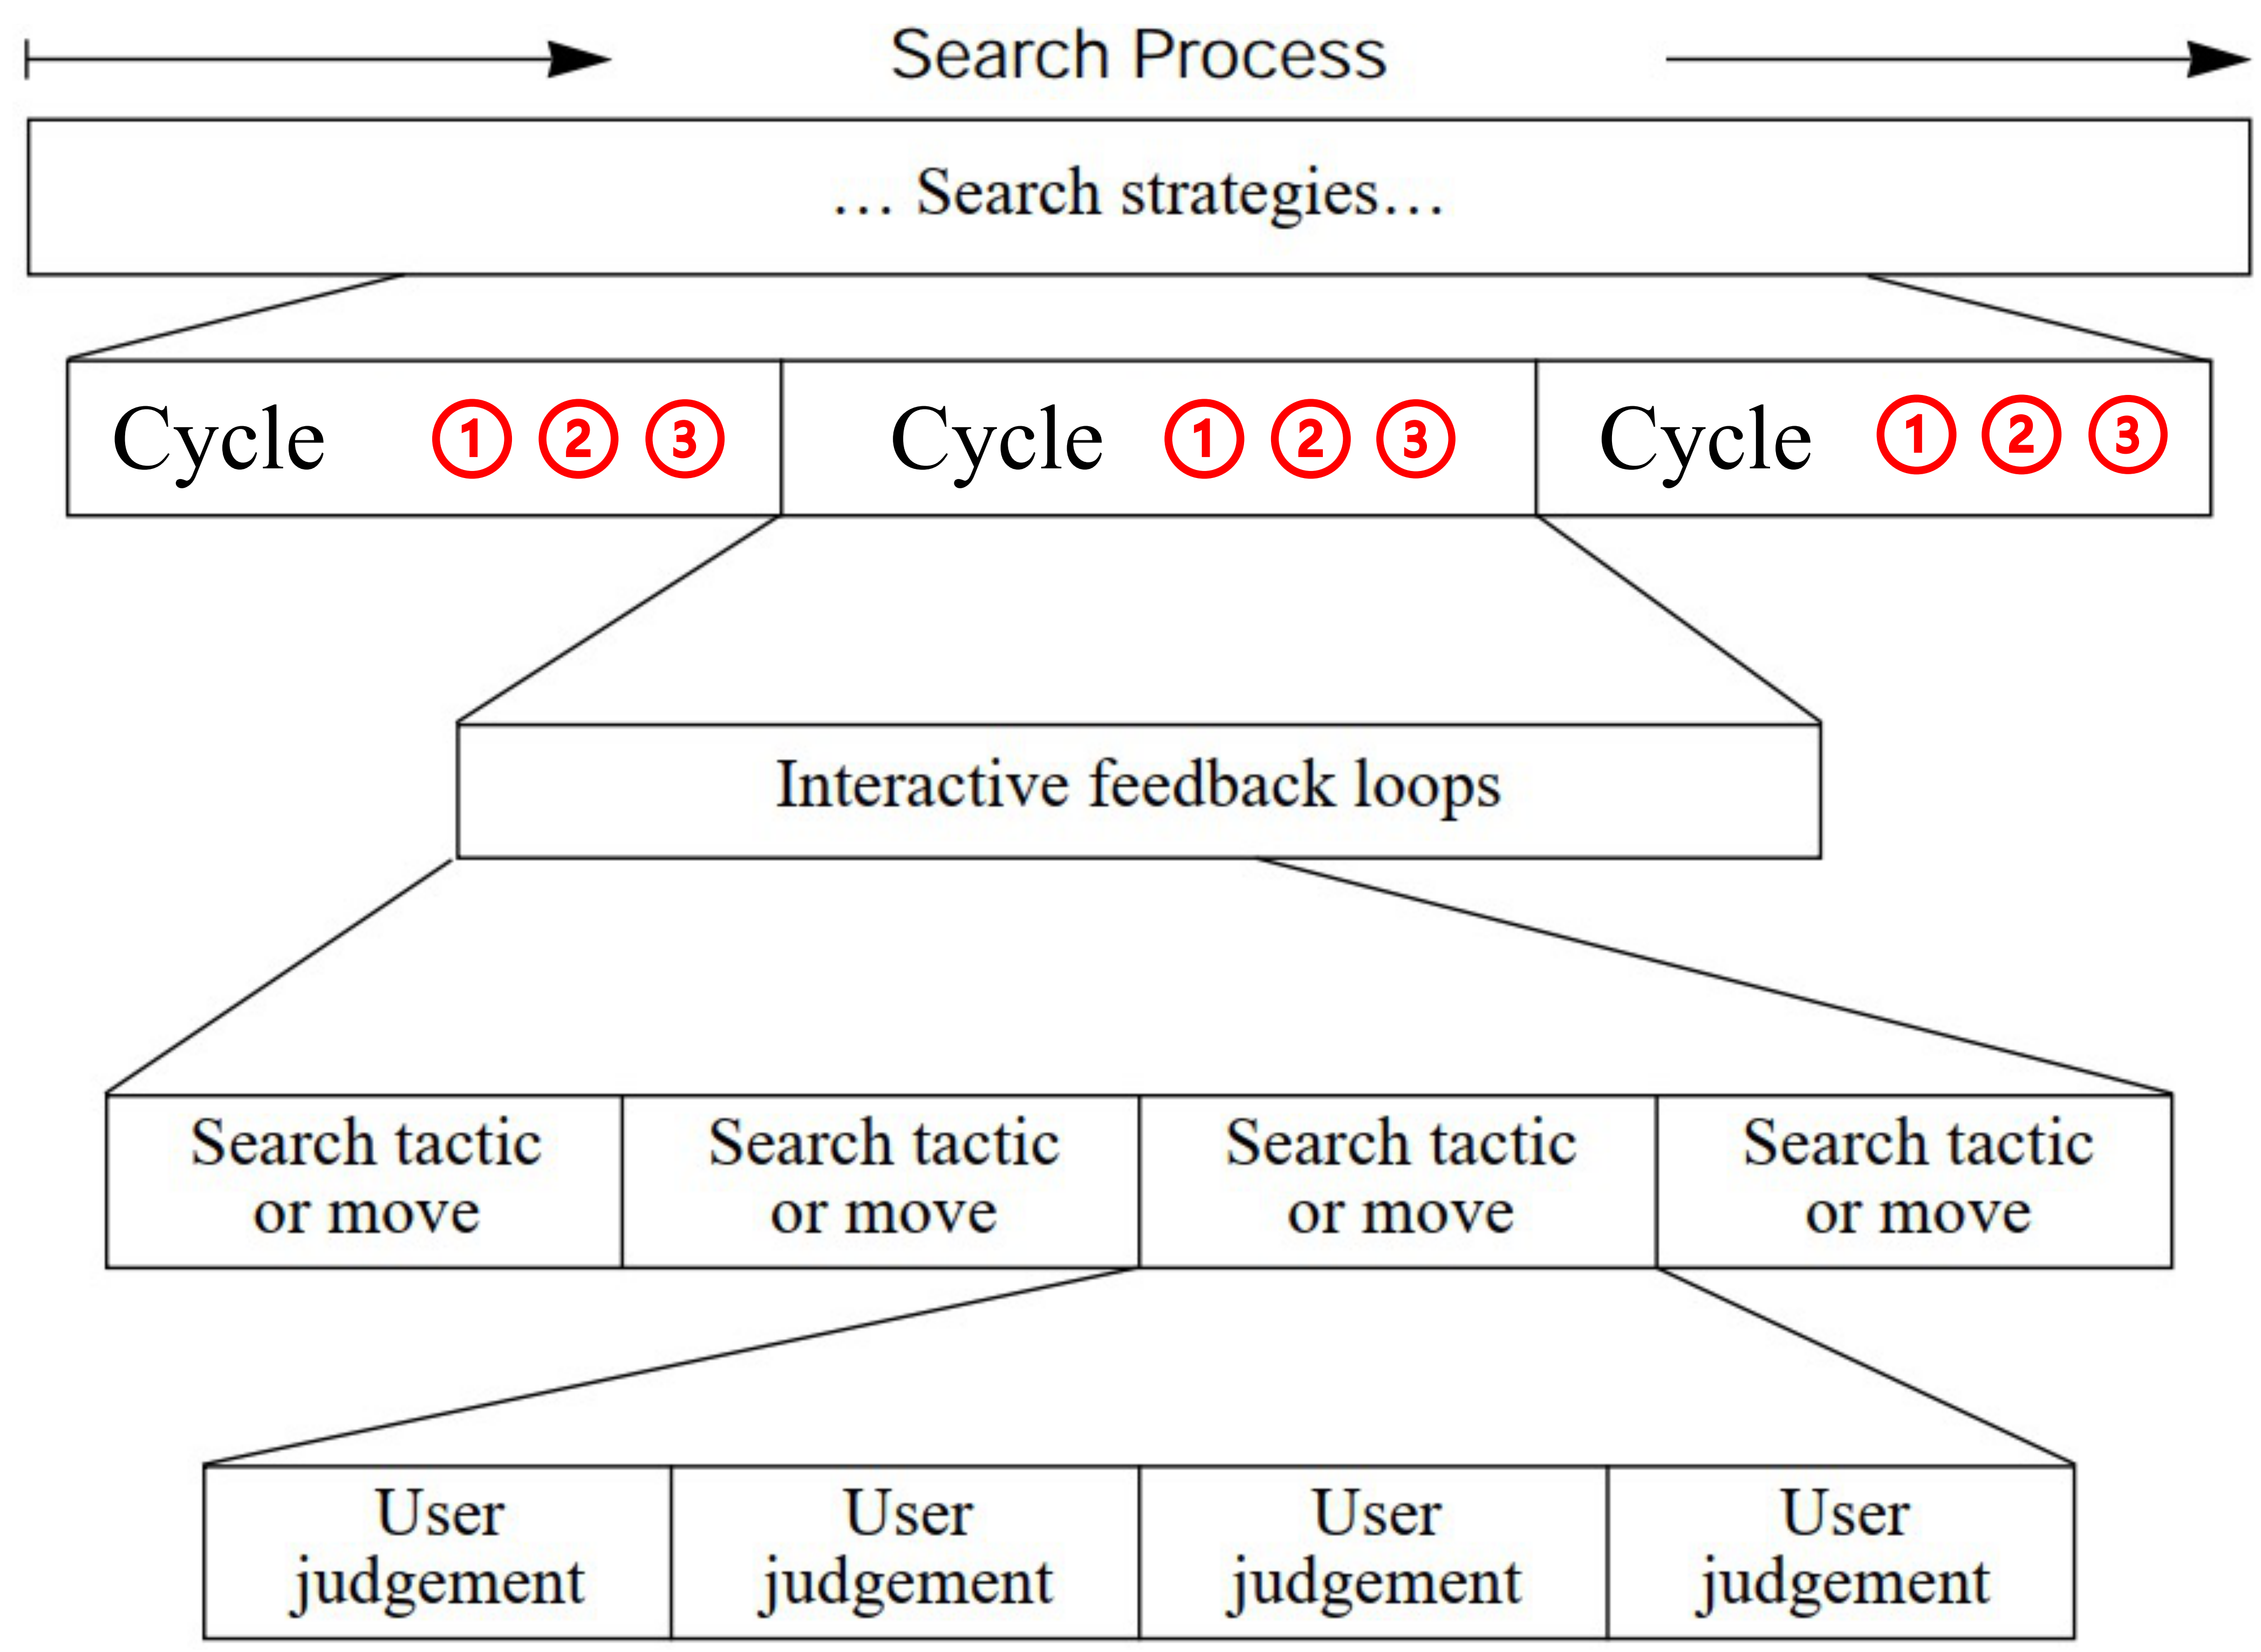 Search Process
… Search strategies…
Cycle ① ② ③ Cycle ① ② ③ Cycle ① ② ③
Interactive feedback loops
Search tactic Search tactic Search tactic Search tactic
or move or move or move or move
User User User User
judgement judgement judgement judgement